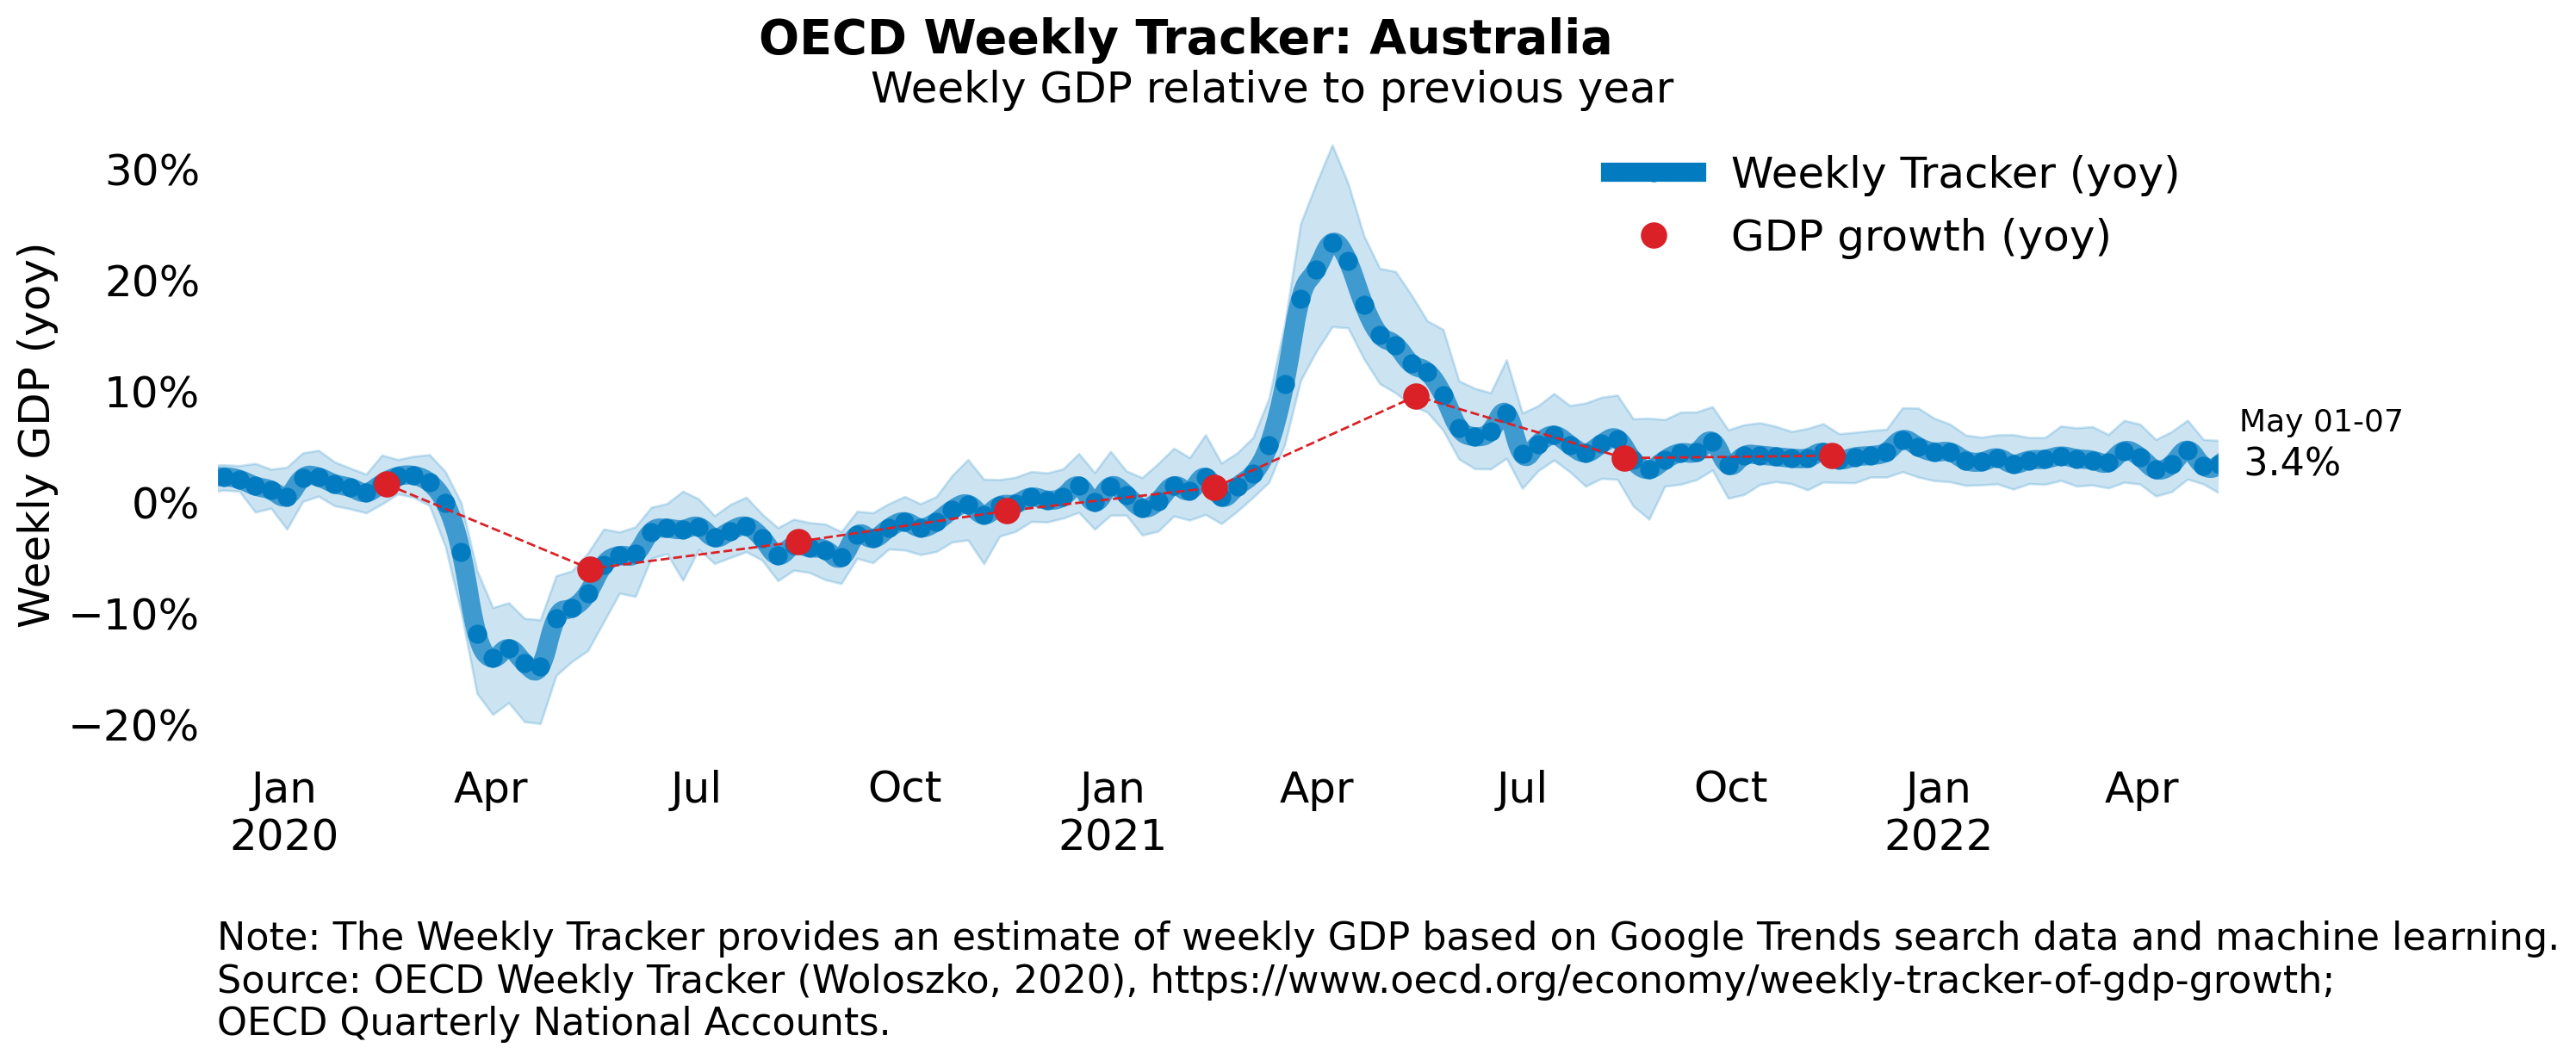 OECD Weekly Tracker: Australia
Weekly GDP relative to previous year
Weekly GDP (yoy)
30%
20%
10%
0%
−10%
−20%
Weekly Tracker (yoy)
GDP growth (yoy)
May 01-07
3.4%
Jan Apr Jul Oct Jan Apr Jul Oct Jan Apr
2020 2021 2022
Note: The Weekly Tracker provides an estimate of weekly GDP based on Google Trends search data and machine learning.
Source: OECD Weekly Tracker (Woloszko, 2020), https://www.oecd.org/economy/weekly-tracker-of-gdp-growth;
OECD Quarterly National Accounts.